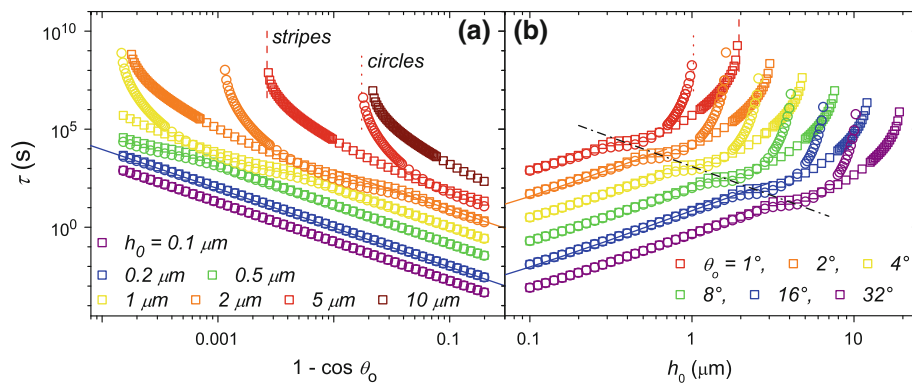 (a)
stripes
circles
10^10
10^5
10^0
τ (s)
h_0 = 0.1 μm
0.2 μm 0.5 μm
1 μm 2 μm 5 μm 10 μm
0.001 0.1
1 - cos θ_o
(b)
θ_o = 1°, 2°, 4°
8°, 16°, 32°
0.1 1 10
h_0 (μm)